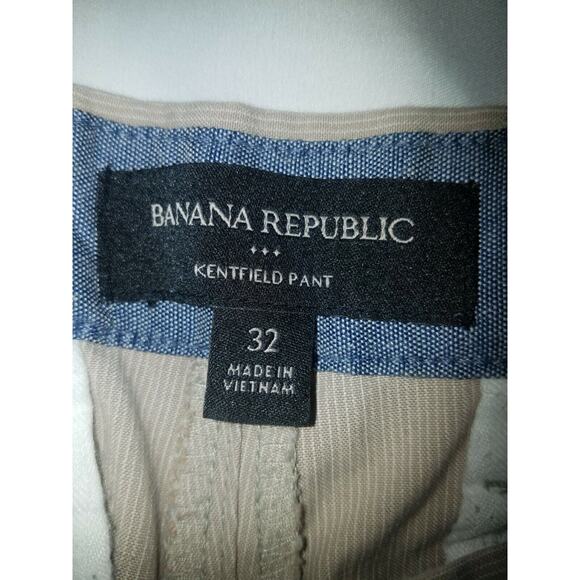 BANANA REPUBLIC
KENTFIELD PANT
32
MADE IN
VIETNAM